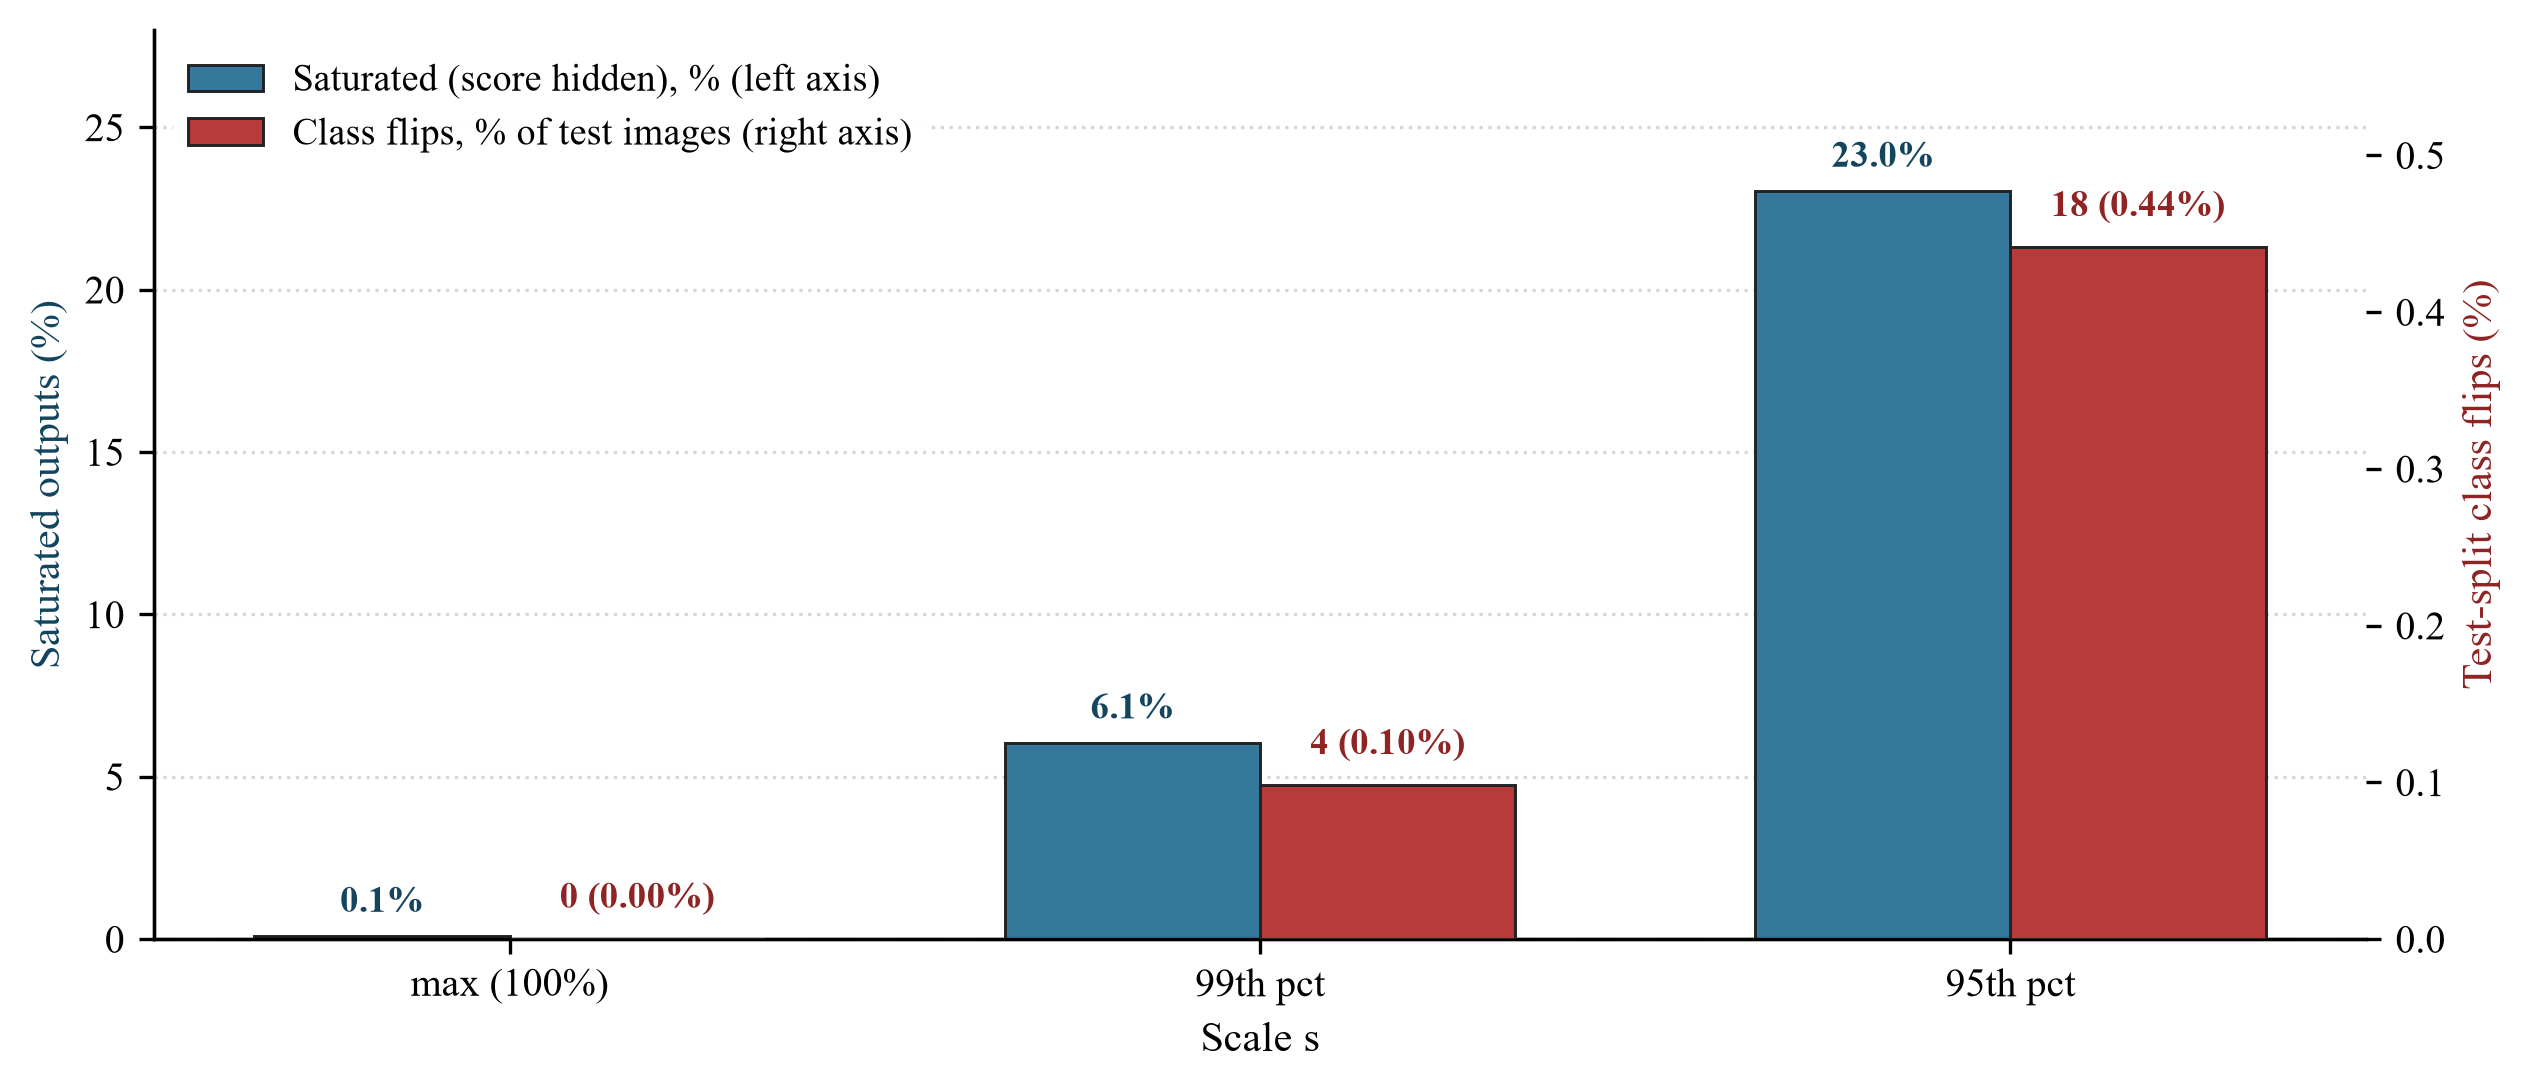 Saturated (score hidden), % (left axis)
Class flips, % of test images (right axis)
Saturated outputs (%)
25
20
15
10
5
0
0.1%
0 (0.00%)
6.1%
4 (0.10%)
23.0%
18 (0.44%)
0.5
0.4
0.3
0.2
0.1
0.0
Test-split class flips (%)
max (100%)
99th pct
95th pct
Scale s